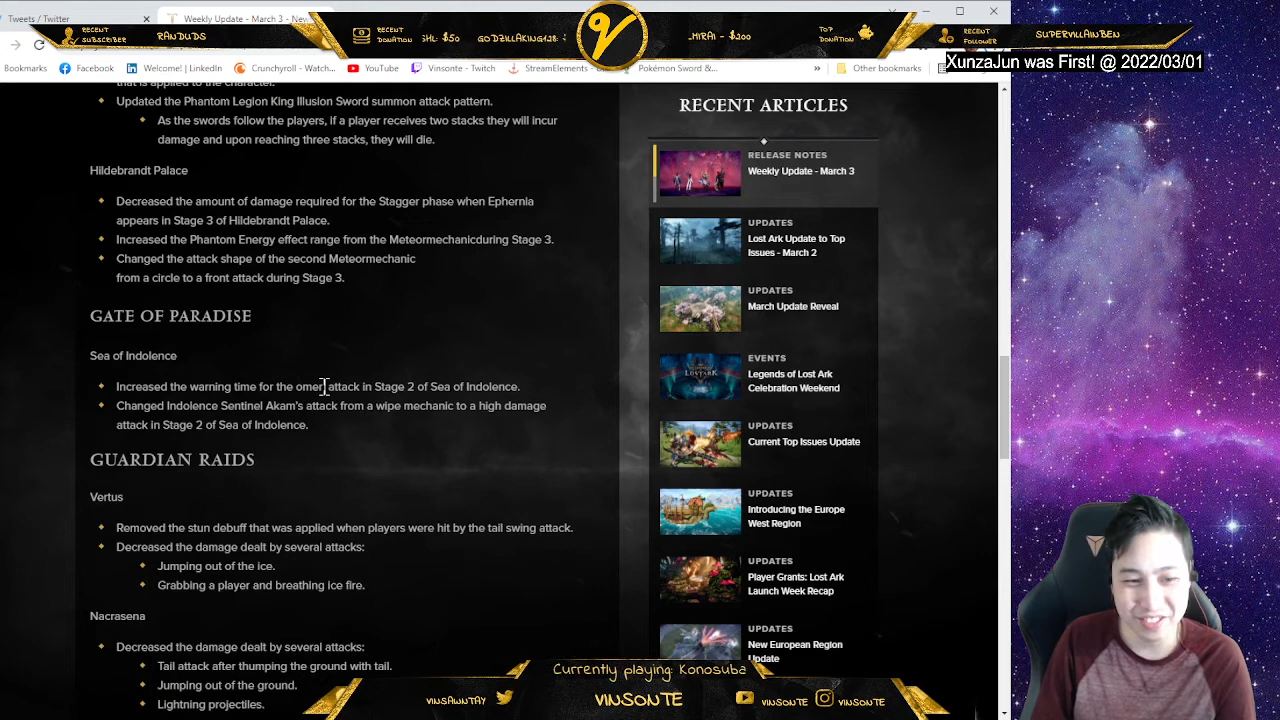 Tweets / Twitter
Weekly Update - March 3 - New
RECENT
SUBSCRIBER
RANDUDS
RECENT
DONATION
GODZILLAKING428:
_MIRAI - $200
TOP
DONATION
RECENT
FOLLOWER
SUPERVILLAINBEN
XunzaJun was First! @ 2022/03/01
Bookmarks
Facebook
Welcome! | LinkedIn
Crunchyroll - Watch...
YouTube
Vinsonte - Twitch
StreamElements - Da
Pokémon Sword &...
»
Other bookmarks
that is applied to the character.
Updated the Phantom Legion King Illusion Sword summon attack pattern.
As the swords follow the players, if a player receives two stacks they will incur
damage and upon reaching three stacks, they will die.
Hildebrandt Palace
Decreased the amount of damage required for the Stagger phase when Ephernia
appears in Stage 3 of Hildebrandt Palace.
Increased the Phantom Energy effect range from the Meteormechanicduring Stage 3.
Changed the attack shape of the second Meteormechanic
from a circle to a front attack during Stage 3.
GATE OF PARADISE
Sea of Indolence
Increased the warning time for the omen attack in Stage 2 of Sea of Indolence.
Changed Indolence Sentinel Akam's attack from a wipe mechanic to a high damage
attack in Stage 2 of Sea of Indolence.
GUARDIAN RAIDS
Vertus
Removed the stun debuff that was applied when players were hit by the tail swing attack.
Decreased the damage dealt by several attacks:
Jumping out of the ice.
Grabbing a player and breathing ice fire.
Nacrasena
Decreased the damage dealt by several attacks:
Tail attack after thumping the ground with tail.
Jumping out of the ground.
Lightning projectiles.
RECENT ARTICLES
RELEASE NOTES
Weekly Update - March 3
UPDATES
Lost Ark Update to Top
Issues - March 2
UPDATES
March Update Reveal
EVENTS
Legends of Lost Ark
Celebration Weekend
UPDATES
Current Top Issues Update
UPDATES
Introducing the Europe
West Region
UPDATES
Player Grants: Lost Ark
Launch Week Recap
UPDATES
New European Region
Update
Currently playing: Konosuba
VINSAWNTAY
VINSONTE
VINSONTE
VINSONTE